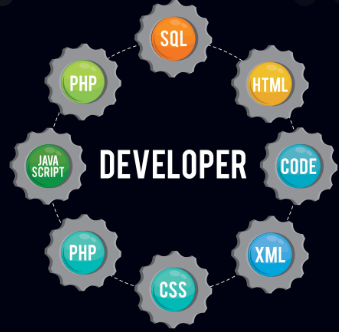 SQL
PHP
HTML
JAVA
SCRIPT
DEVELOPER
CODE
PHP
XML
CSS